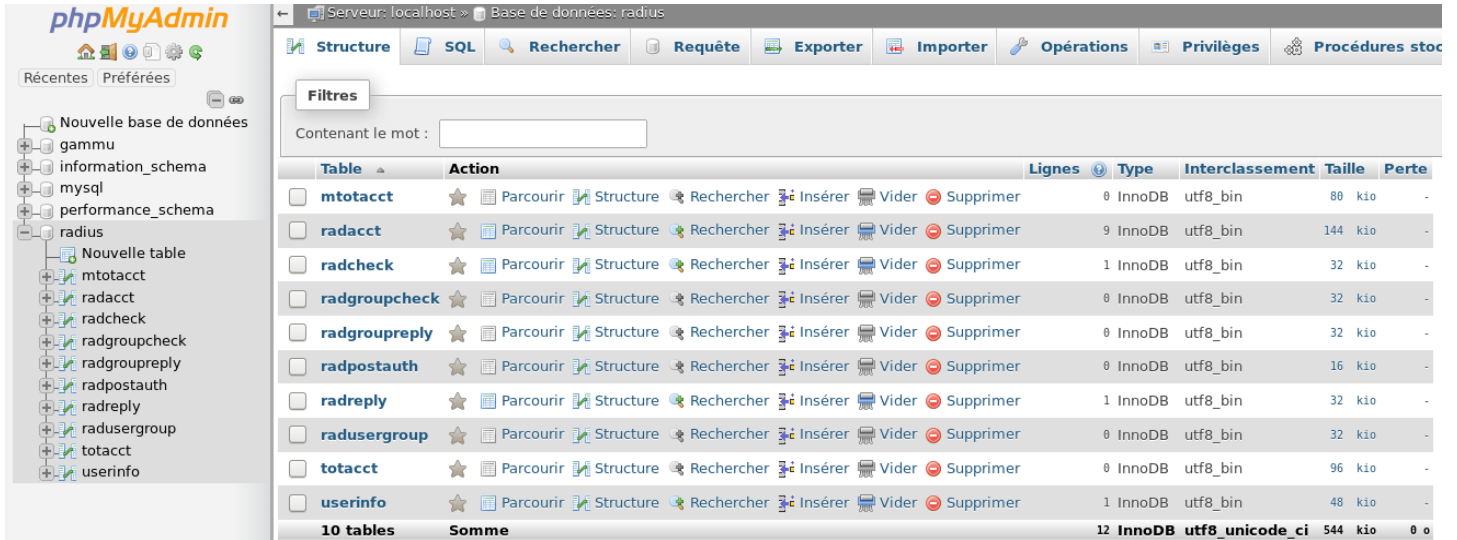 phpMyAdmin
Récentes Préférées
Nouvelle base de données
gammu
information_schema
mysql
performance_schema
radius
Nouvelle table
mtotacct
radacct
radcheck
radgroupcheck
radgroupreply
radpostauth
radreply
radusergroup
totacct
userinfo
← Serveur: localhost » Base de données: radius
Structure SQL Rechercher Requête Exporter Importer Opérations Privilèges Procédures stoc
Filtres
Contenant le mot :
Table Action Lignes Type Interclassement Taille Perte
mtotacct Parcourir Structure Rechercher Insérer Vider Supprimer 0 InnoDB utf8_bin 80 kio -
radacct Parcourir Structure Rechercher Insérer Vider Supprimer 9 InnoDB utf8_bin 144 kio -
radcheck Parcourir Structure Rechercher Insérer Vider Supprimer 1 InnoDB utf8_bin 32 kio -
radgroupcheck Parcourir Structure Rechercher Insérer Vider Supprimer 0 InnoDB utf8_bin 32 kio -
radgroupreply Parcourir Structure Rechercher Insérer Vider Supprimer 0 InnoDB utf8_bin 32 kio -
radpostauth Parcourir Structure Rechercher Insérer Vider Supprimer 0 InnoDB utf8_bin 16 kio -
radreply Parcourir Structure Rechercher Insérer Vider Supprimer 1 InnoDB utf8_bin 32 kio -
radusergroup Parcourir Structure Rechercher Insérer Vider Supprimer 0 InnoDB utf8_bin 32 kio -
totacct Parcourir Structure Rechercher Insérer Vider Supprimer 0 InnoDB utf8_bin 96 kio -
userinfo Parcourir Structure Rechercher Insérer Vider Supprimer 1 InnoDB utf8_bin 48 kio -
10 tables Somme 12 InnoDB utf8_unicode_ci 544 kio 0 o